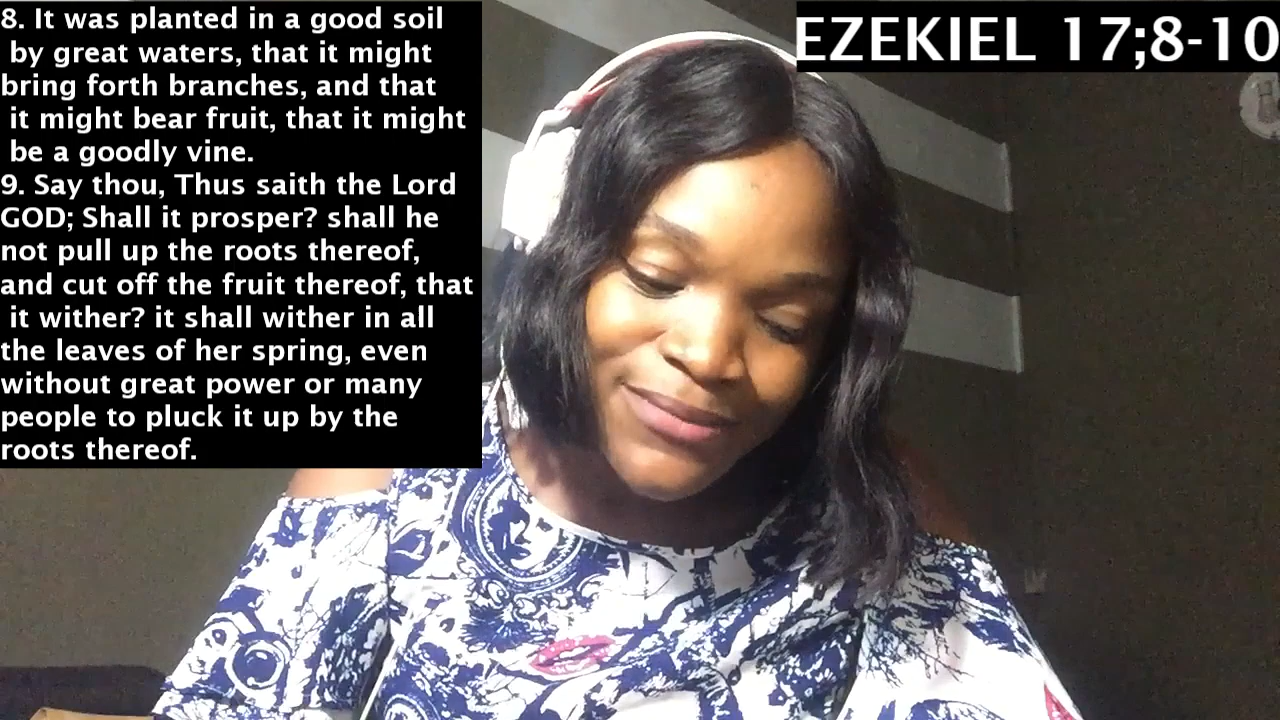 8. It was planted in a good soil
by great waters, that it might
bring forth branches, and that
it might bear fruit, that it might
be a goodly vine.
9. Say thou, Thus saith the Lord
GOD; Shall it prosper? shall he
not pull up the roots thereof,
and cut off the fruit thereof, that
it wither? it shall wither in all
the leaves of her spring, even
without great power or many
people to pluck it up by the
roots thereof.
EZEKIEL 17;8-10